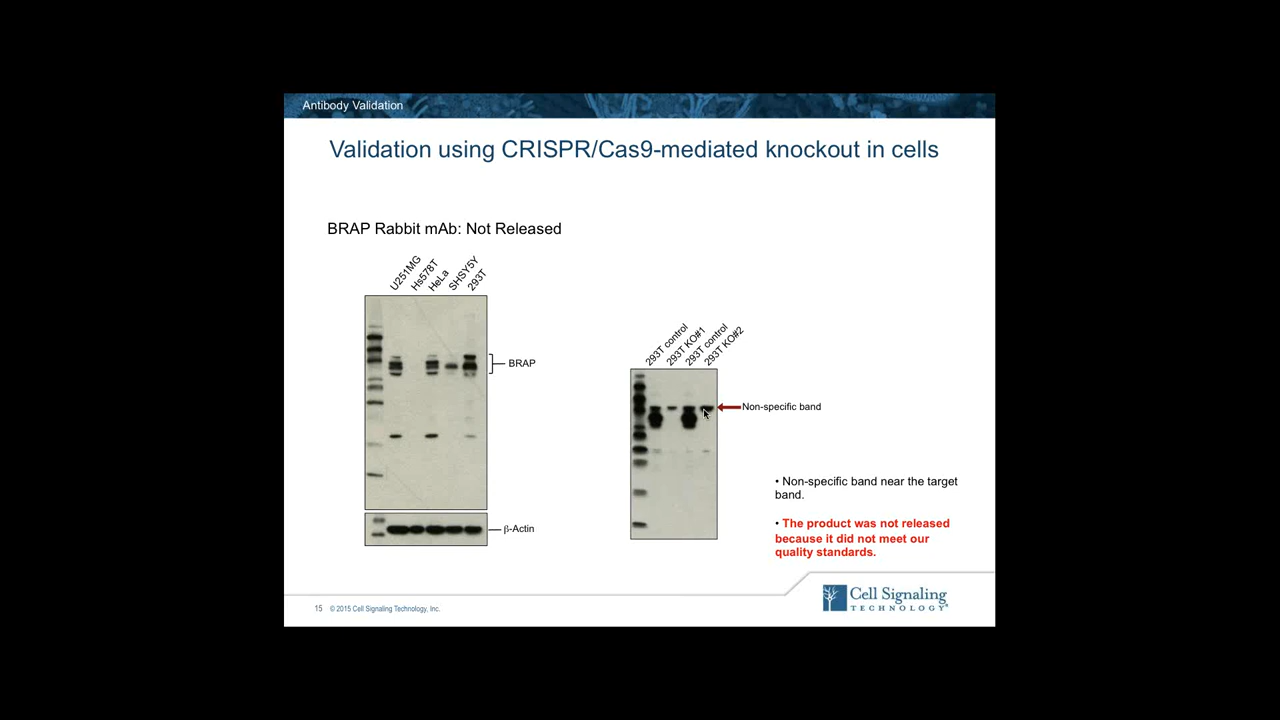 Antibody Validation
Validation using CRISPR/Cas9-mediated knockout in cells
BRAP Rabbit mAb: Not Released
U251MG
Hs578T
HeLa
SHSY5Y
293T
BRAP
β-Actin
293T control
293T KO#1
293T control
293T KO#2
Non-specific band
• Non-specific band near the target
band.
• The product was not released
because it did not meet our
quality standards.
15 © 2015 Cell Signaling Technology, Inc.
Cell Signaling
TECHNOLOGY®